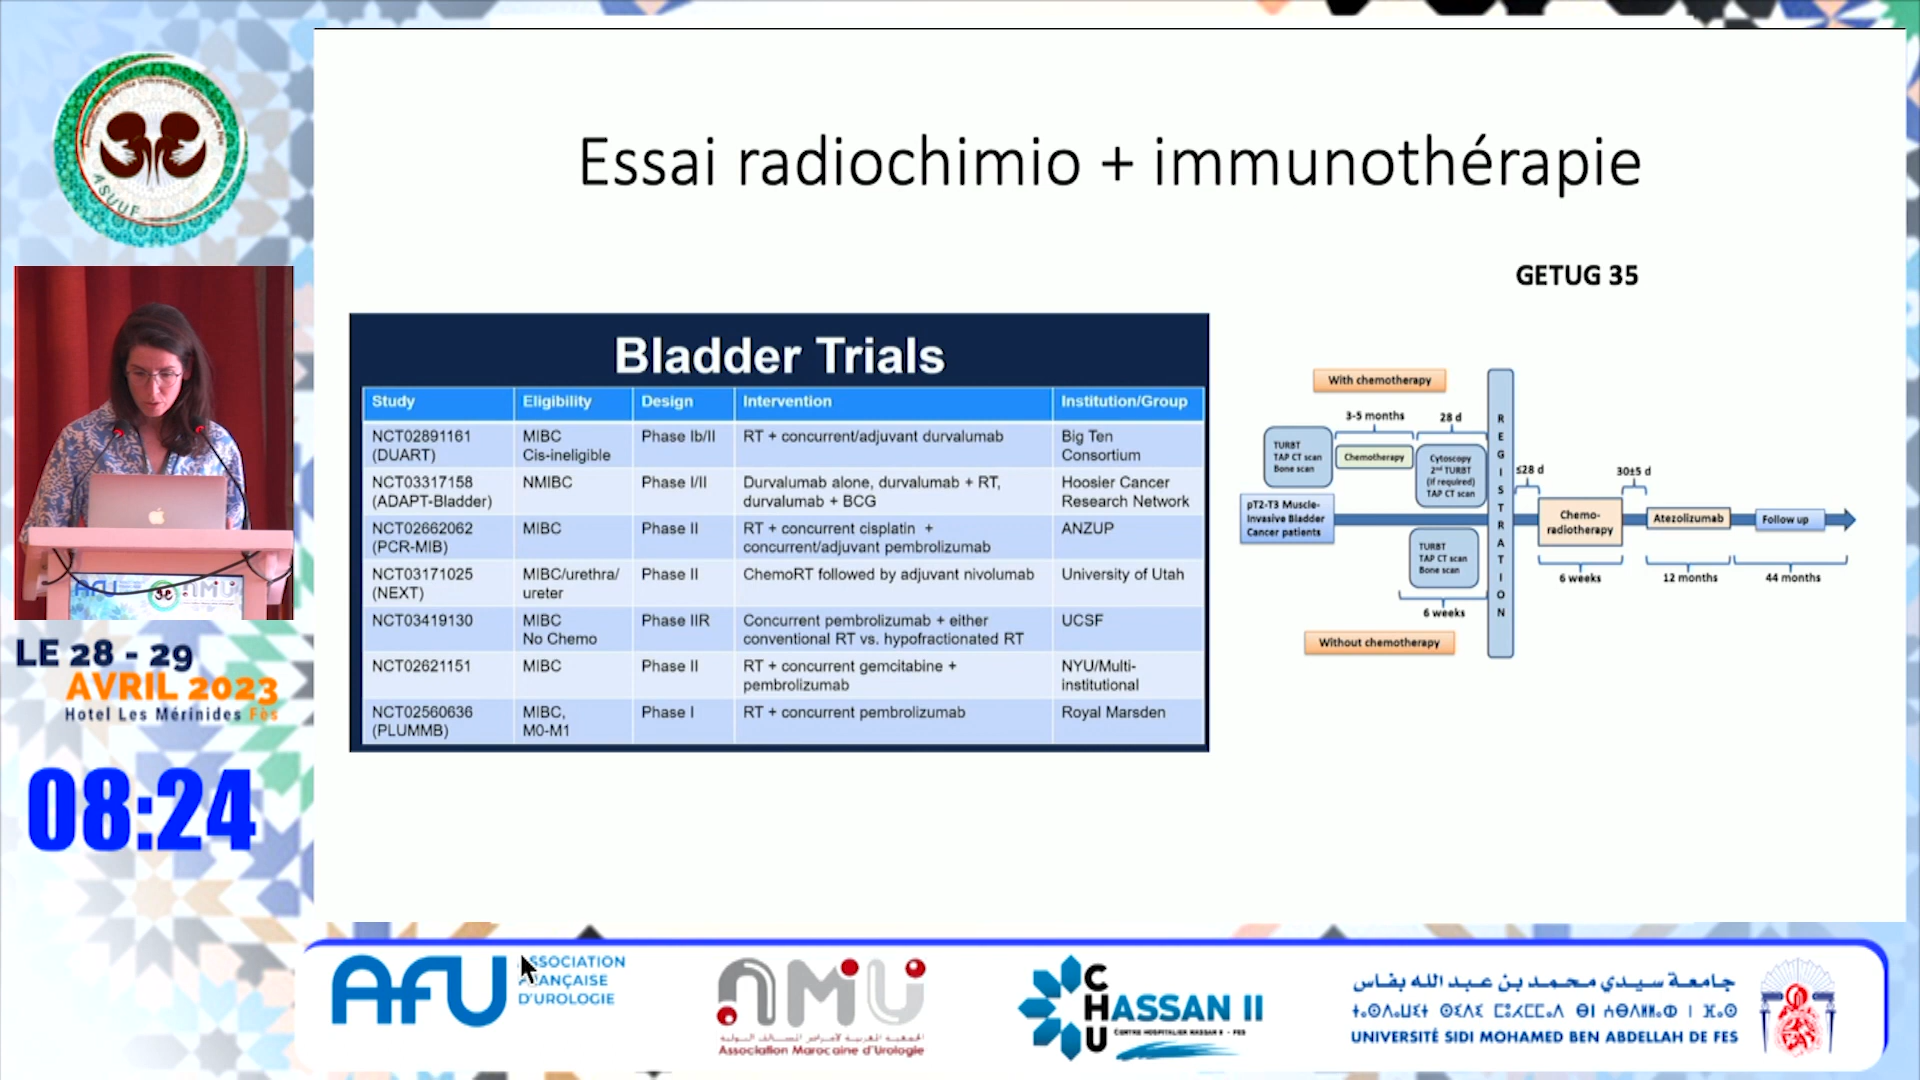 Essai radiochimio + immunothérapie
GETUG 35
Bladder Trials
Study Eligibility Design Intervention Institution/Group
NCT02891161 (DUART) MIBC Cis-ineligible Phase Ib/II RT + concurrent/adjuvant durvalumab Big Ten Consortium
NCT03317158 (ADAPT-Bladder) NMIBC Phase I/II Durvalumab alone, durvalumab + RT, durvalumab + BCG Hoosier Cancer Research Network
NCT02662062 (PCR-MIB) MIBC Phase II RT + concurrent cisplatin + concurrent/adjuvant pembrolizumab ANZUP
NCT03171025 (NEXT) MIBC/urethra/ureter Phase II ChemoRT followed by adjuvant nivolumab University of Utah
NCT03419130 MIBC No Chemo Phase IIR Concurrent pembrolizumab + either conventional RT vs. hypofractionated RT UCSF
NCT02621151 MIBC Phase II RT + concurrent gemcitabine + pembrolizumab NYU/Multi-institutional
NCT02560636 (PLUMMB) MIBC, M0-M1 Phase I RT + concurrent pembrolizumab Royal Marsden
With chemotherapy
3-5 months
28 d
TURBT
TAP CT scan
Bone scan
Chemotherapy
Cytoscopy
2nd TURBT
(if required)
TAP CT scan
REGISTRATION
≤28 d
30±5 d
pT2-T3 Muscle-
Invasive Bladder
Cancer patients
Chemo-
radiotherapy
Atezolizumab
Follow up
TURBT
TAP CT scan
Bone scan
6 weeks
12 months
44 months
6 weeks
Without chemotherapy
ASUUF
LE 28 - 29
AVRIL 2023
Hotel Les Mérinides Fès
08:24
AFU
FRANÇAISE
D'UROLOGIE
AMU
Association Marocaine d'Urologie
CHU
HASSAN II
CENTRE HOSPITALIER HASSAN II - FES
جامعة سيدي محمد بن عبد الله بفاس
UNIVERSITÉ SIDI MOHAMED BEN ABDELLAH DE FES